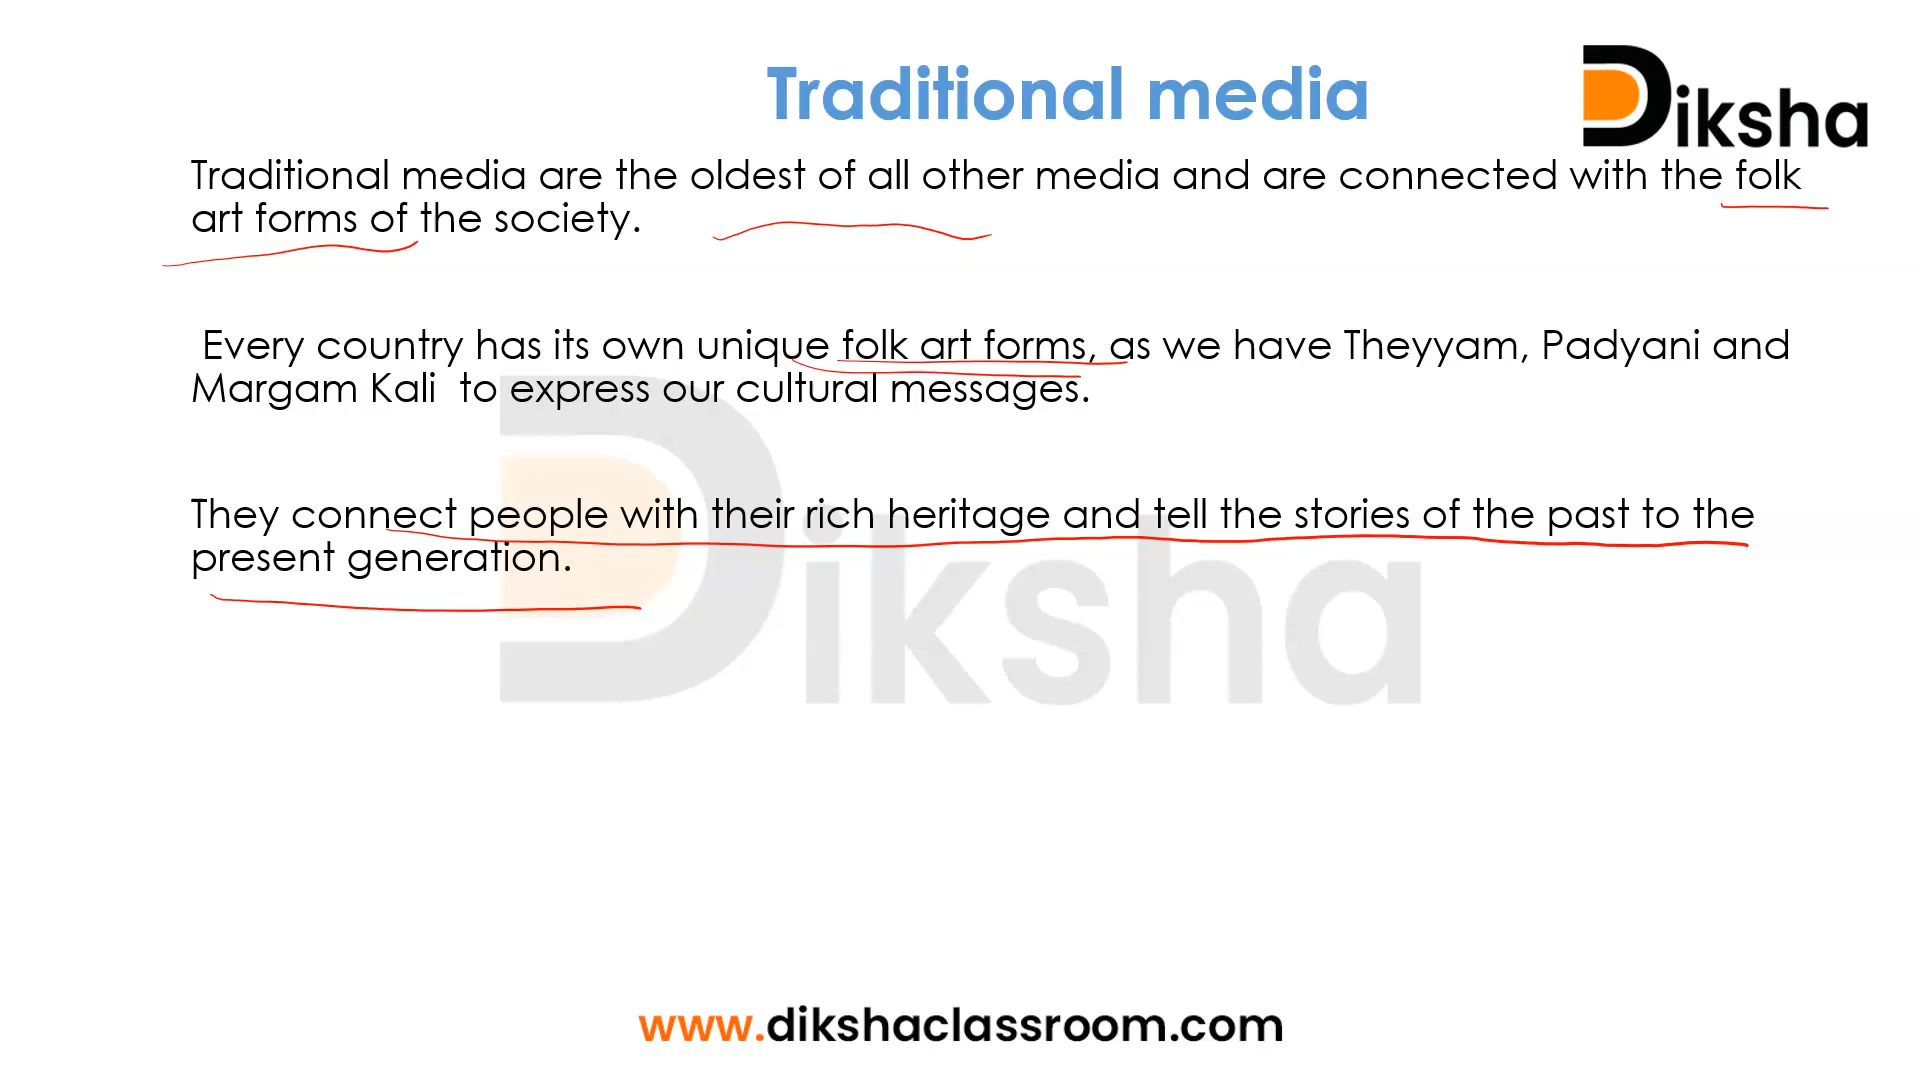 Traditional media
Diksha
Traditional media are the oldest of all other media and are connected with the folk
art forms of the society.
Every country has its own unique folk art forms, as we have Theyyam, Padyani and
Margam Kali to express our cultural messages.
They connect people with their rich heritage and tell the stories of the past to the
present generation.
Diksha
www.dikshaclassroom.com